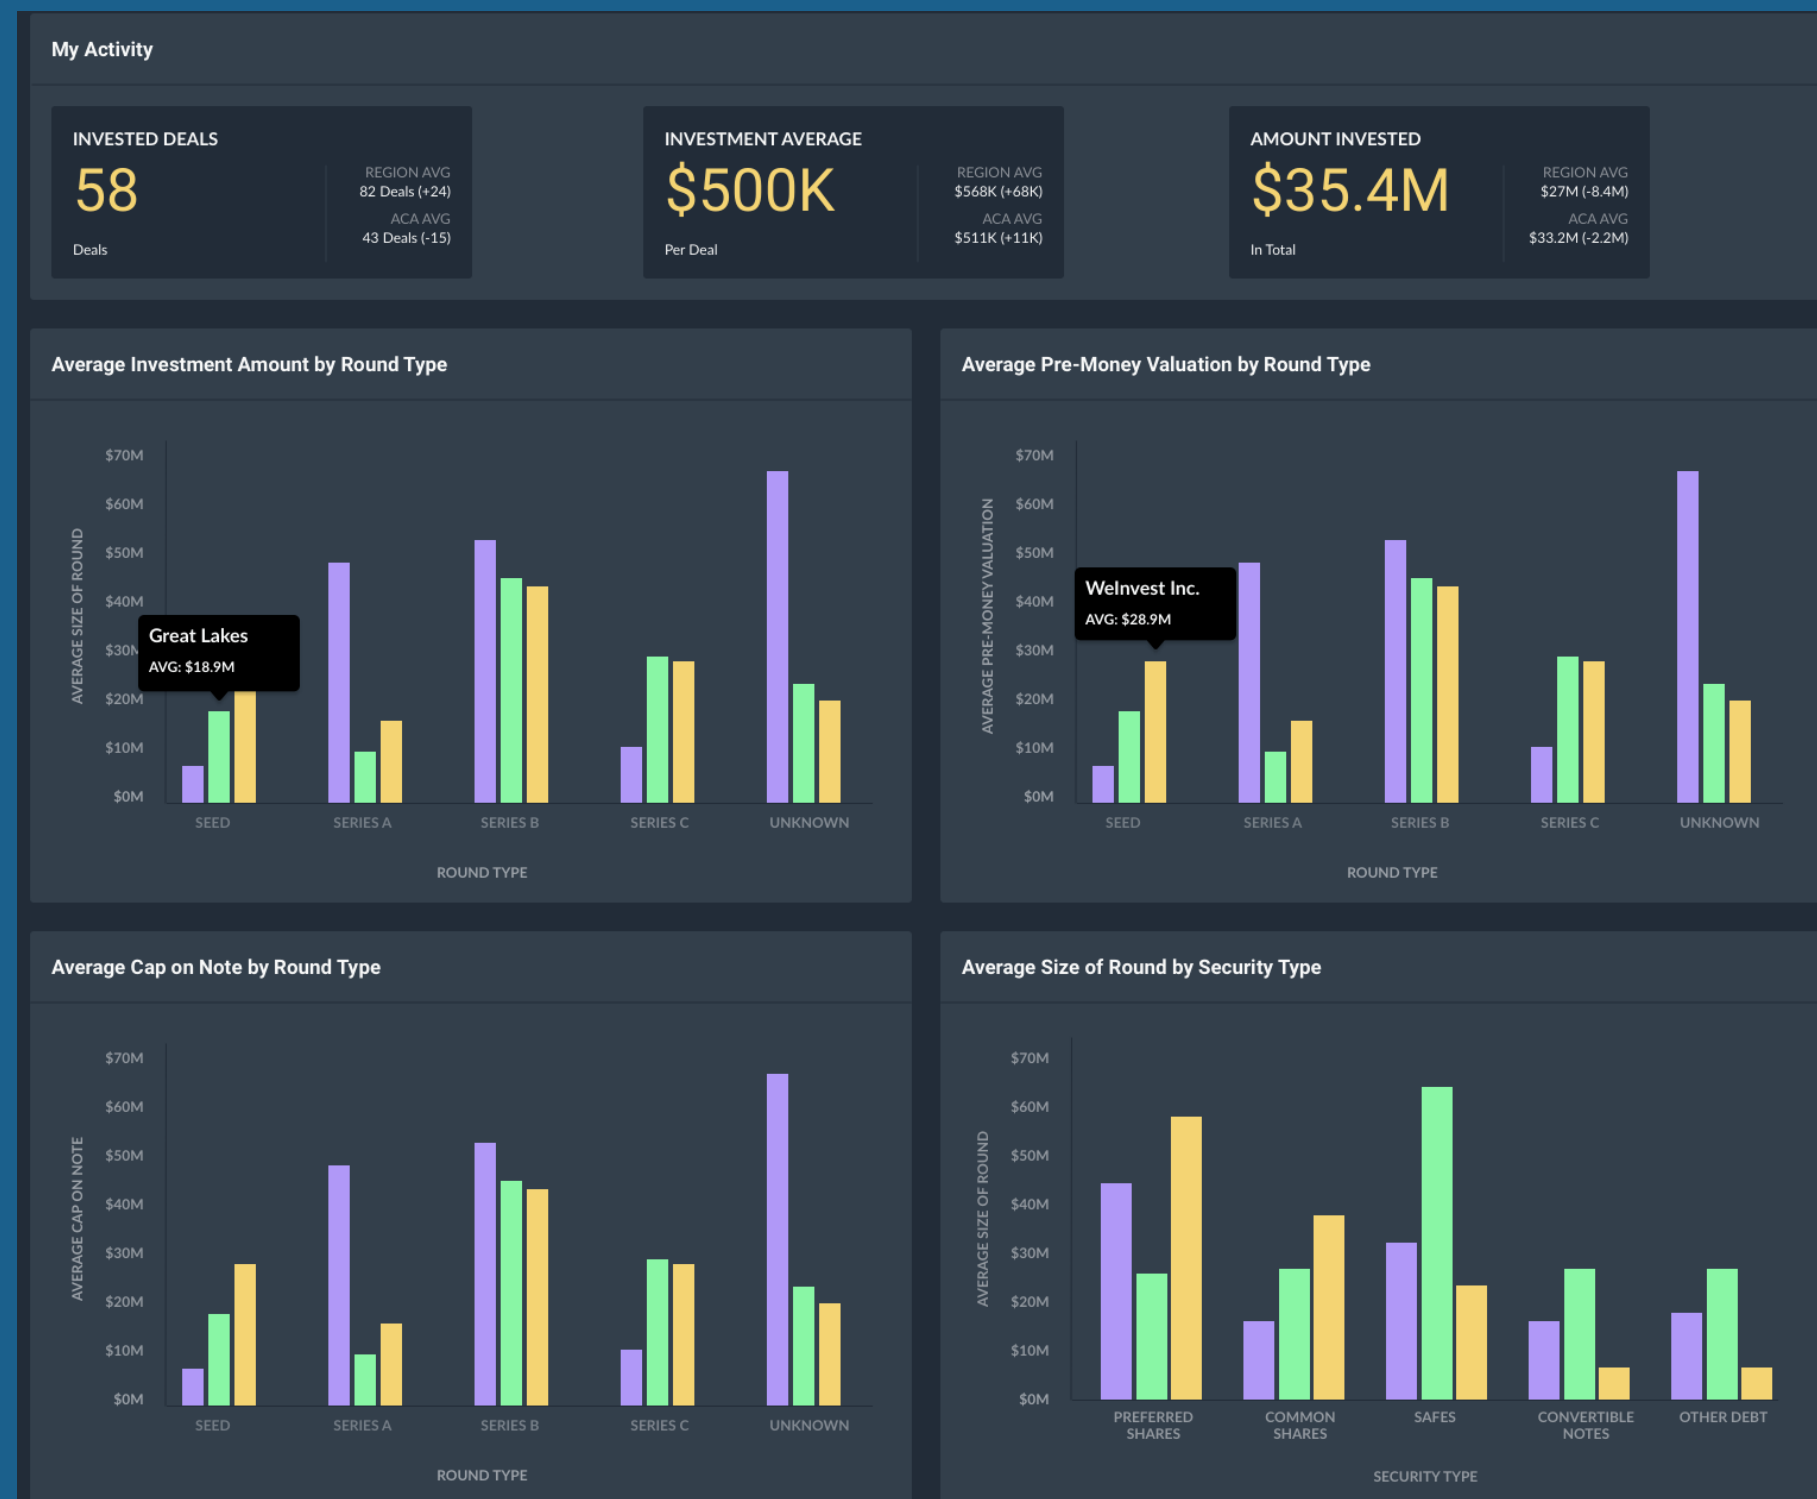 My Activity
INVESTED DEALS
58
Deals
REGION AVG
82 Deals (+24)
ACA AVG
43 Deals (-15)
INVESTMENT AVERAGE
$500K
Per Deal
REGION AVG
$568K (+68K)
ACA AVG
$511K (+11K)
AMOUNT INVESTED
$35.4M
In Total
REGION AVG
$27M (-8.4M)
ACA AVG
$33.2M (-2.2M)
Average Investment Amount by Round Type
AVERAGE SIZE OF ROUND
$70M
$60M
$50M
$40M
$30M
$20M
$10M
$0M
Great Lakes
AVG: $18.9M
SEED
SERIES A
SERIES B
SERIES C
UNKNOWN
ROUND TYPE
Average Pre-Money Valuation by Round Type
AVERAGE PRE-MONEY VALUATION
$70M
$60M
$50M
$40M
$30M
$20M
$10M
$0M
WeInvest Inc.
AVG: $28.9M
SEED
SERIES A
SERIES B
SERIES C
UNKNOWN
ROUND TYPE
Average Cap on Note by Round Type
AVERAGE CAP ON NOTE
$70M
$60M
$50M
$40M
$30M
$20M
$10M
$0M
SEED
SERIES A
SERIES B
SERIES C
UNKNOWN
ROUND TYPE
Average Size of Round by Security Type
AVERAGE SIZE OF ROUND
$70M
$60M
$50M
$40M
$30M
$20M
$10M
$0M
PREFERRED
SHARES
COMMON
SHARES
SAFES
CONVERTIBLE
NOTES
OTHER DEBT
SECURITY TYPE